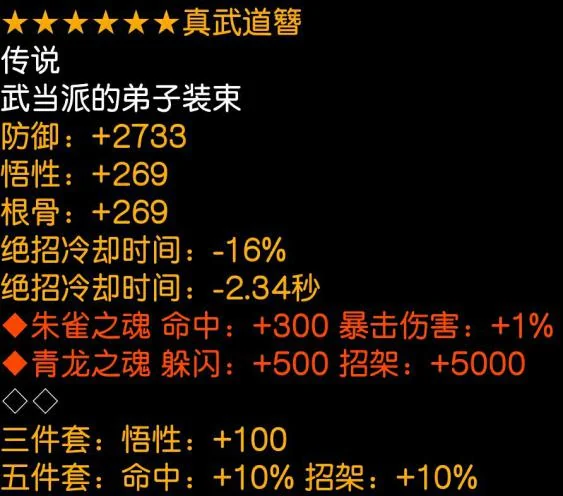 ★★★★★★真武道簪
传说
武当派的弟子装束
防御：+2733
悟性：+269
根骨：+269
绝招冷却时间：-16%
绝招冷却时间：-2.34秒
◆朱雀之魂 命中：+300 暴击伤害：+1%
◆青龙之魂 躲闪：+500 招架：+5000
◇◇
三件套：悟性：+100
五件套：命中：+10% 招架：+10%